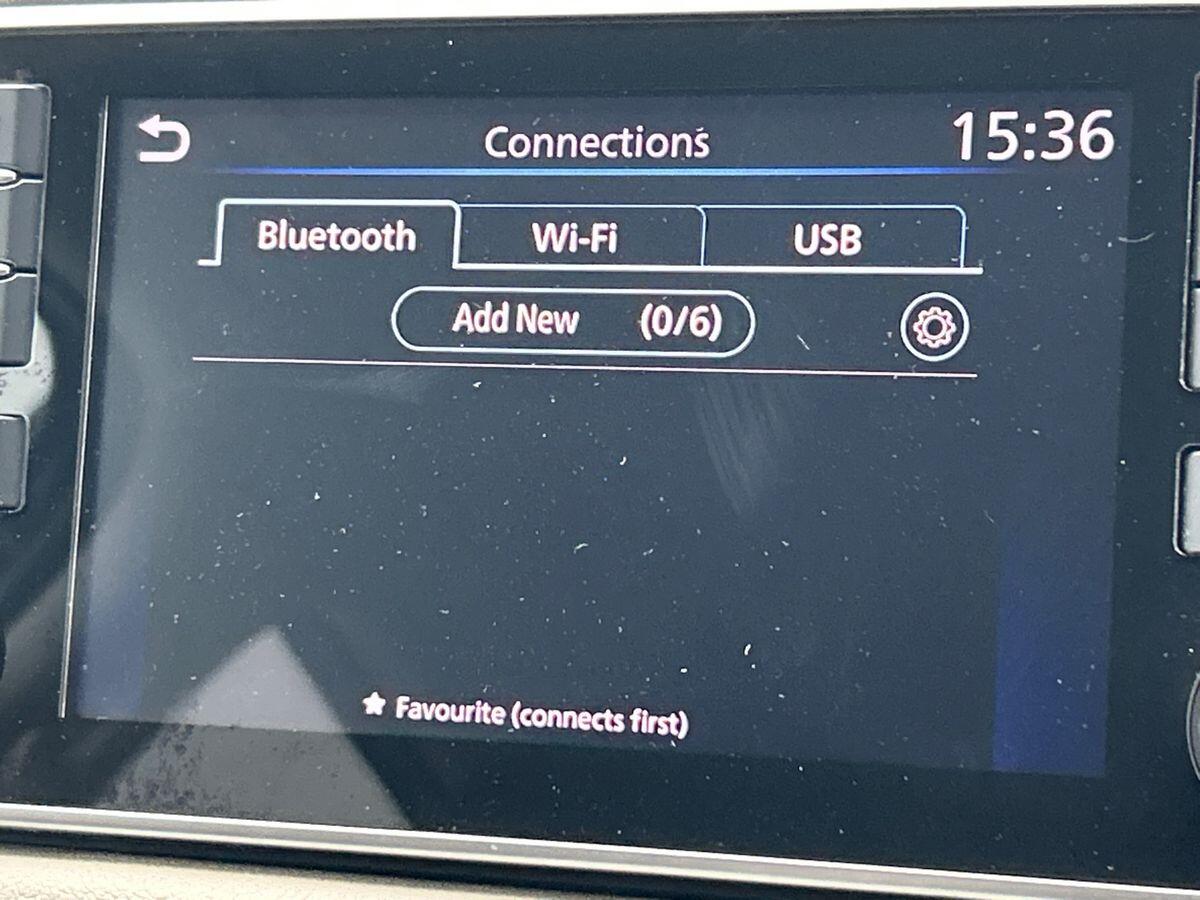 Connections 15:36
Bluetooth Wi-Fi USB
Add New (0/6)
★ Favourite (connects first)